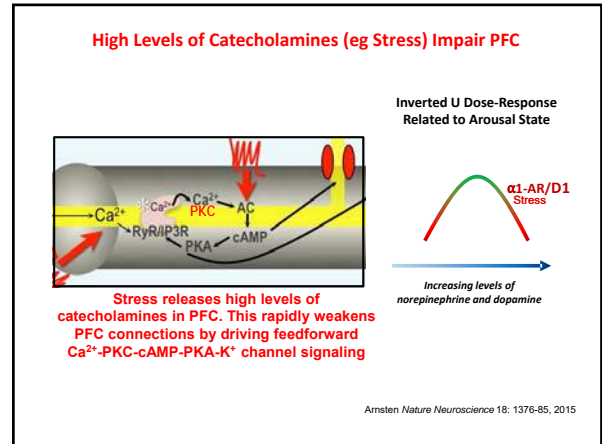 High Levels of Catecholamines (eg Stress) Impair PFC
Inverted U Dose-Response
Related to Arousal State
Ca²⁺
Ca²⁺
Ca²⁺
PKC
AC
RyR/IP3R
PKA
cAMP
α1-AR/D1
Stress
Increasing levels of
norepinephrine and dopamine
Stress releases high levels of
catecholamines in PFC. This rapidly weakens
PFC connections by driving feedforward
Ca²⁺-PKC-cAMP-PKA-K⁺ channel signaling
Arnsten Nature Neuroscience 18: 1376-85, 2015